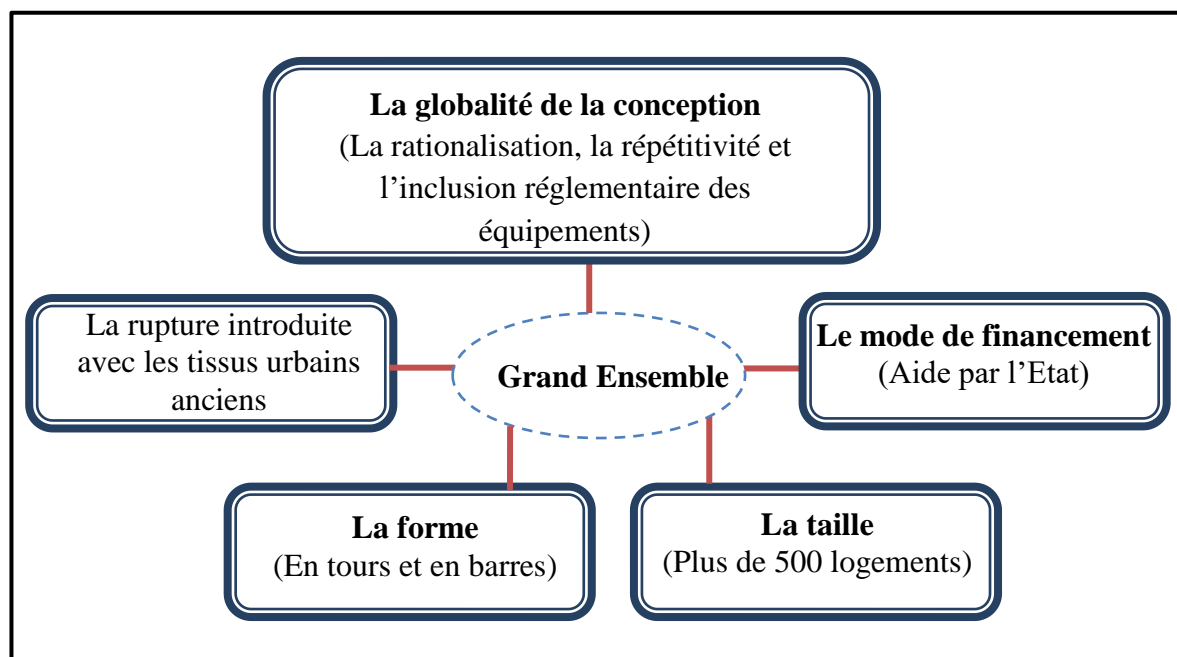 La globalité de la conception
(La rationalisation, la répétitivité et
l’inclusion réglementaire des
équipements)
La rupture introduite
avec les tissus urbains
anciens
Grand Ensemble
Le mode de financement
(Aide par l’Etat)
La forme
(En tours et en barres)
La taille
(Plus de 500 logements)